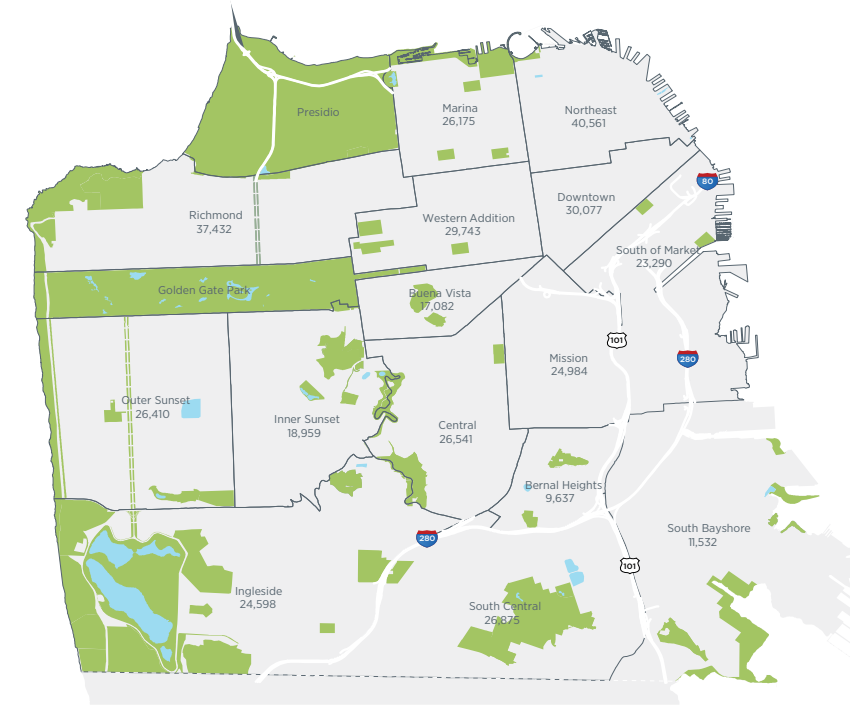 Presidio
Marina
26,175
Northeast
40,561
80
Richmond
37,432
Western Addition
29,743
Downtown
30,077
South of Market
23,290
Golden Gate Park
Buena Vista
17,082
101
280
Mission
24,984
Outer Sunset
26,410
Inner Sunset
18,959
Central
26,541
Bernal Heights
9,637
South Bayshore
11,532
280
101
Ingleside
24,598
South Central
26,875